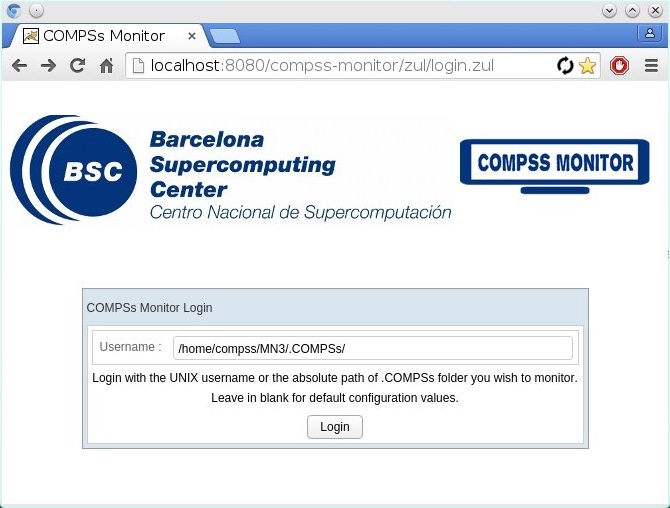 COMPSs Monitor
localhost:8080/compss-monitor/zul/login.zul
BSC
Barcelona
Supercomputing
Center
Centro Nacional de Supercomputación
COMPSS MONITOR
COMPSs Monitor Login
Username : /home/compss/MN3/.COMPSs/
Login with the UNIX username or the absolute path of .COMPSs folder you wish to monitor.
Leave in blank for default configuration values.
Login